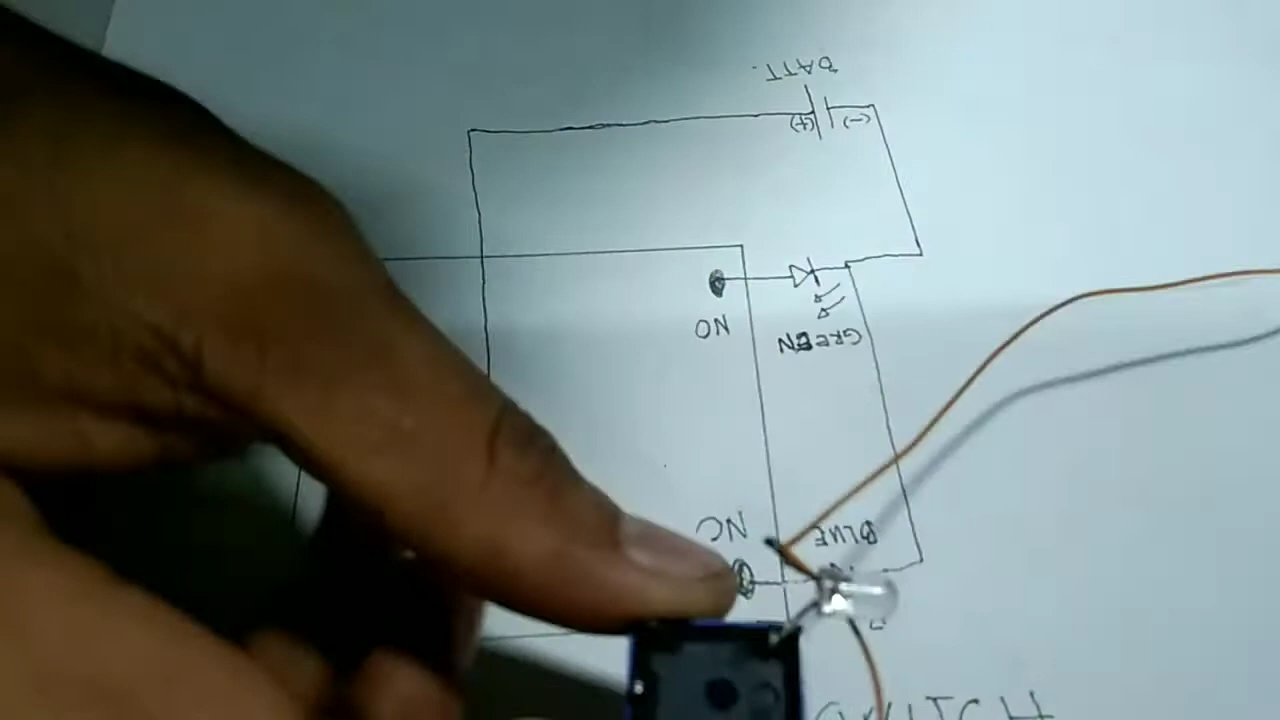 BATT.
(+) (-)
NO
GREEN
NC
BLUE